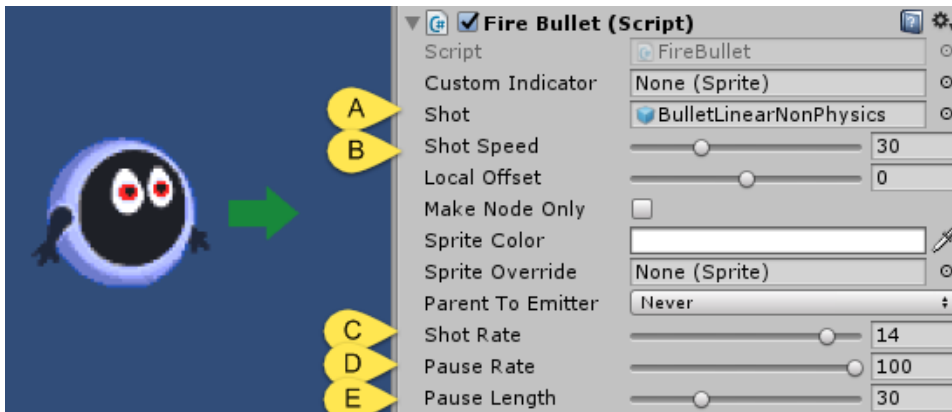 Fire Bullet (Script)
Script FireBullet
Custom Indicator None (Sprite)
A Shot BulletLinearNonPhysics
B Shot Speed 30
Local Offset 0
Make Node Only
Sprite Color
Sprite Override None (Sprite)
Parent To Emitter Never
C Shot Rate 14
D Pause Rate 100
E Pause Length 30